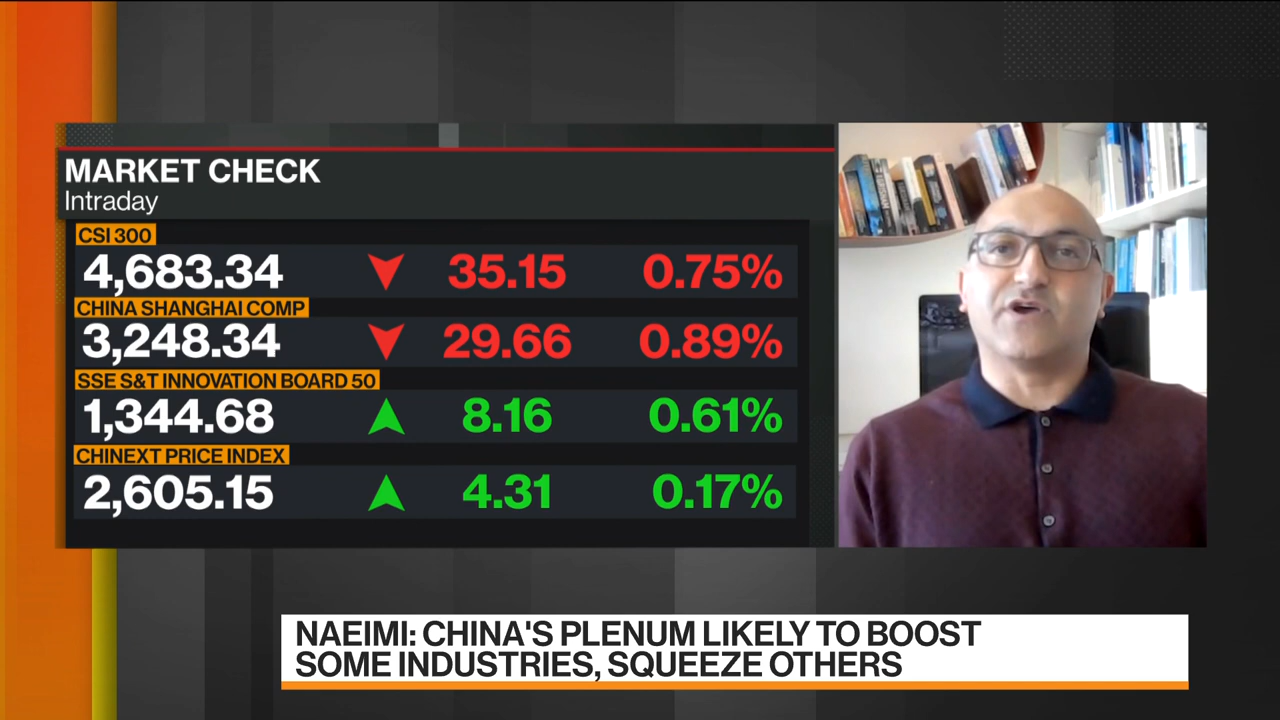 MARKET CHECK
Intraday
CSI 300
4,683.34 35.15 0.75%
CHINA SHANGHAI COMP
3,248.34 29.66 0.89%
SSE S&T INNOVATION BOARD 50
1,344.68 8.16 0.61%
CHINEXT PRICE INDEX
2,605.15 4.31 0.17%
NAEIMI: CHINA'S PLENUM LIKELY TO BOOST
SOME INDUSTRIES, SQUEEZE OTHERS